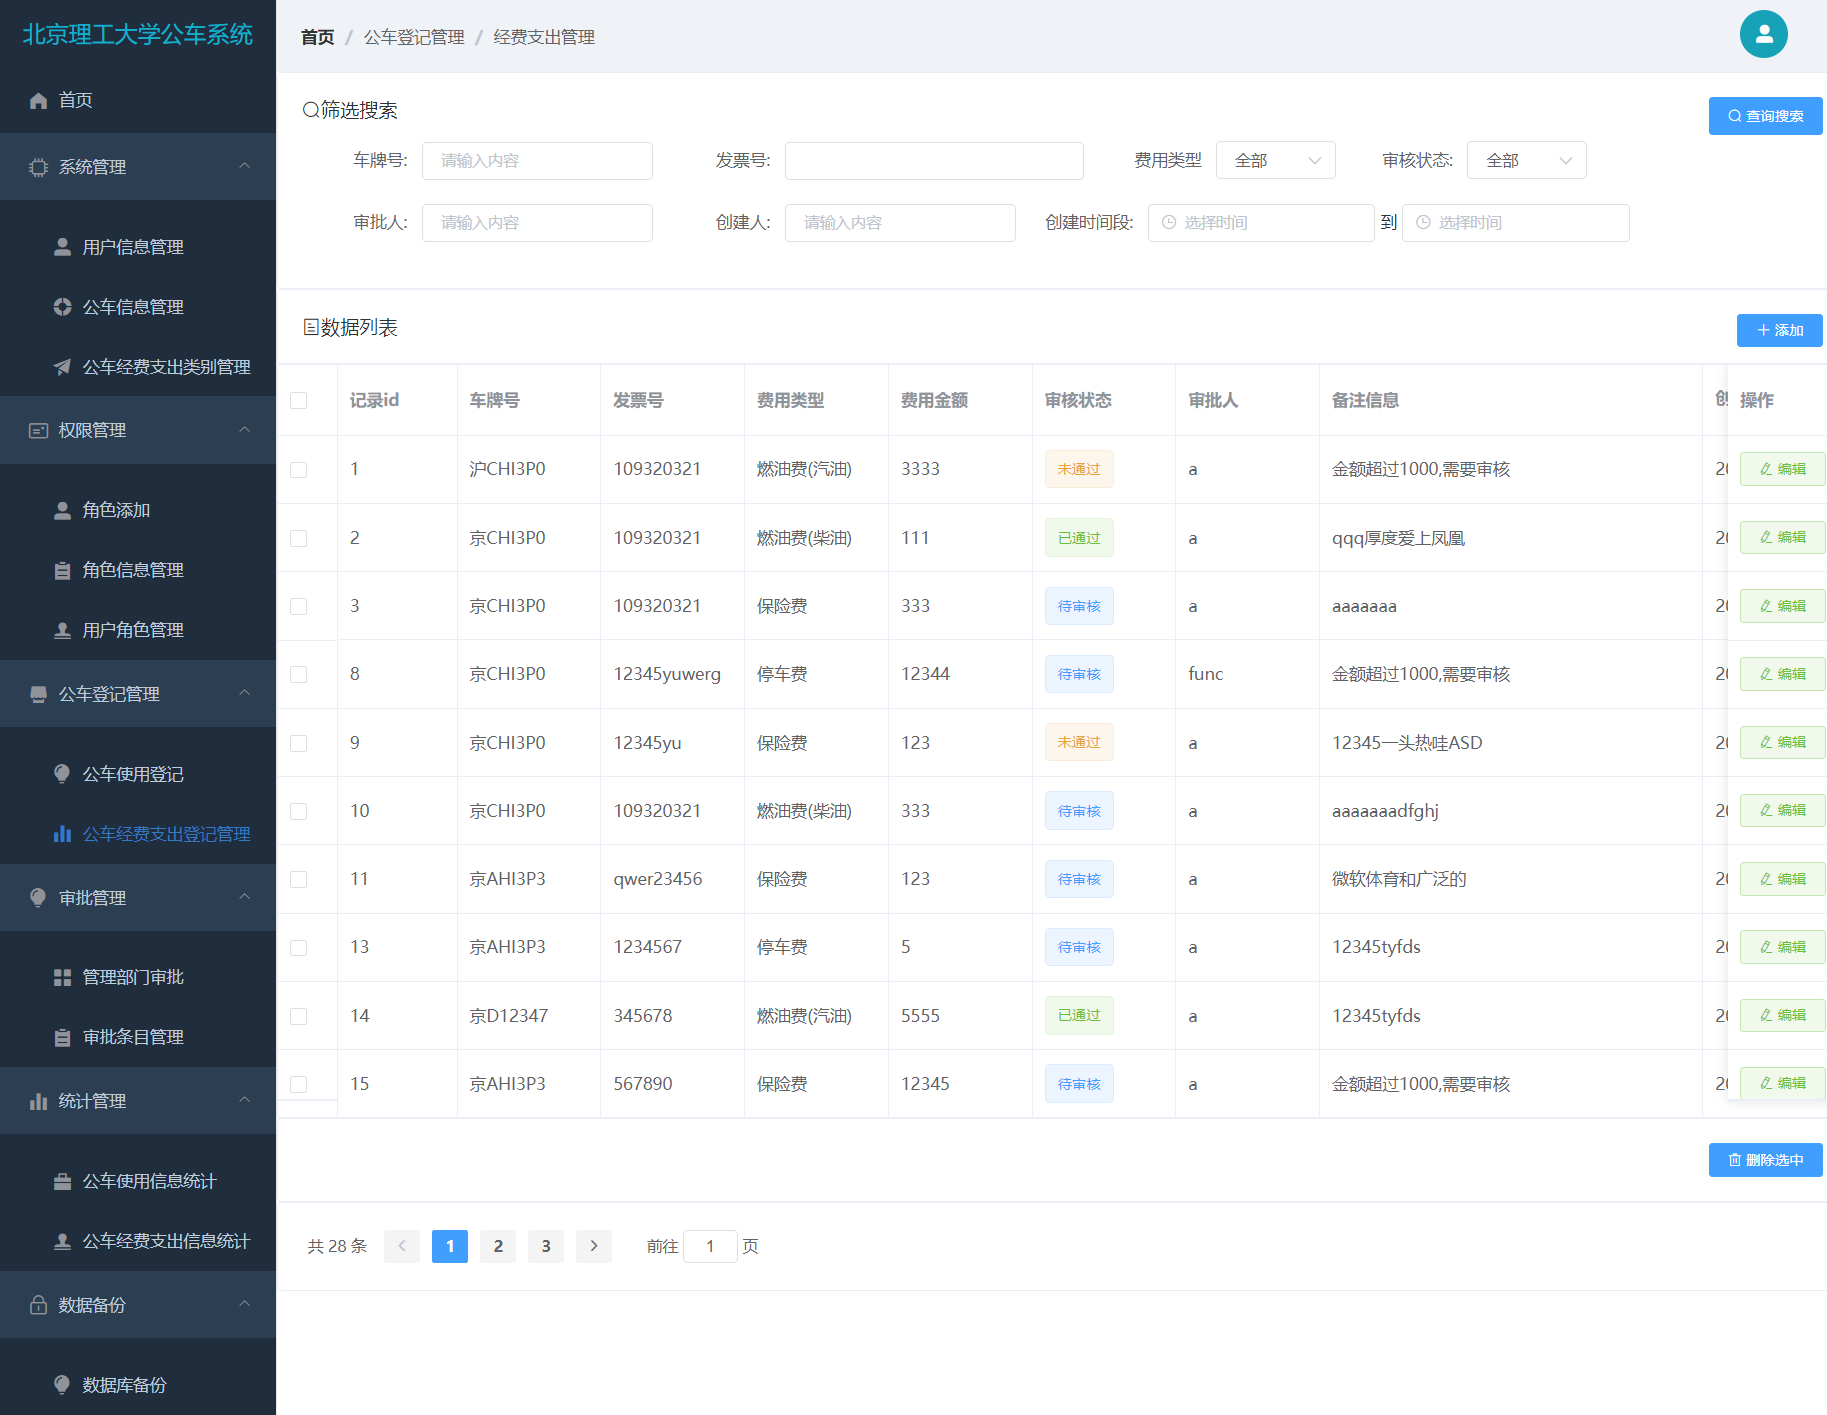 北京理工大学公车系统
首页
系统管理
用户信息管理
公车信息管理
公车经费支出类别管理
权限管理
角色添加
角色信息管理
用户角色管理
公车登记管理
公车使用登记
公车经费支出登记管理
审批管理
管理部门审批
审批条目管理
统计管理
公车使用信息统计
公车经费支出信息统计
数据备份
数据库备份
首页 / 公车登记管理 / 经费支出管理
筛选搜索
查询搜索
车牌号: 请输入内容 发票号: 费用类型 全部 审核状态: 全部
审批人: 请输入内容 创建人: 请输入内容 创建时间段: 选择时间 到 选择时间
数据列表
添加
记录id 车牌号 发票号 费用类型 费用金额 审核状态 审批人 备注信息 创 操作
1 沪CHI3P0 109320321 燃油费(汽油) 3333 未通过 a 金额超过1000,需要审核 20 编辑
2 京CHI3P0 109320321 燃油费(柴油) 111 已通过 a qqq厚度爱上凤凰 20 编辑
3 京CHI3P0 109320321 保险费 333 待审核 a aaaaaaa 20 编辑
8 京CHI3P0 12345yuwerg 停车费 12344 待审核 func 金额超过1000,需要审核 20 编辑
9 京CHI3P0 12345yu 保险费 123 未通过 a 12345一头热哇ASD 20 编辑
10 京CHI3P0 109320321 燃油费(柴油) 333 待审核 a aaaaaaadfghj 20 编辑
11 京AHI3P3 qwer23456 保险费 123 待审核 a 微软体育和广泛的 20 编辑
13 京AHI3P3 1234567 停车费 5 待审核 a 12345tyfds 20 编辑
14 京D12347 345678 燃油费(汽油) 5555 已通过 a 12345tyfds 20 编辑
15 京AHI3P3 567890 保险费 12345 待审核 a 金额超过1000,需要审核 20 编辑
删除选中
共 28 条 1 2 3 前往 1 页